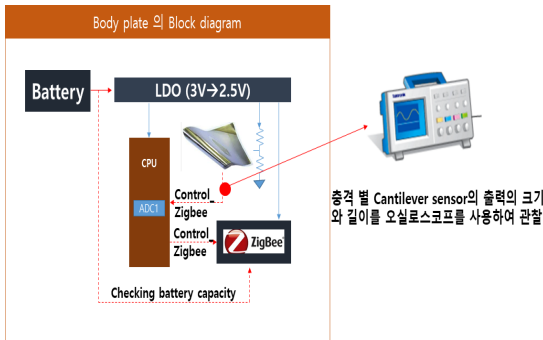 Body plate 의 Block diagram
Battery
LDO (3V→2.5V)
CPU
ADC1
Control_
Zigbee
Control_
Zigbee
ZigBee
Checking battery capacity
충격 별 Cantilever sensor의 출력의 크기
와 길이를 오실로스코프를 사용하여 관찰